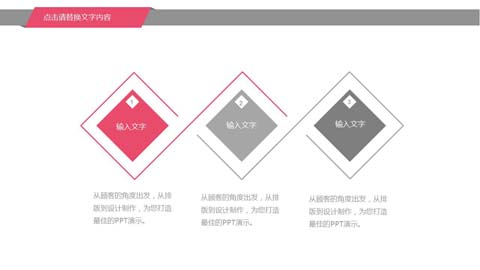 点击请替换文字内容
1
输入文字
从顾客的角度出发，从排
版到设计制作，为您打造
最佳的PPT演示。
2
输入文字
从顾客的角度出发，从排
版到设计制作，为您打造
最佳的PPT演示。
3
输入文字
从顾客的角度出发，从排
版到设计制作，为您打造
最佳的PPT演示。